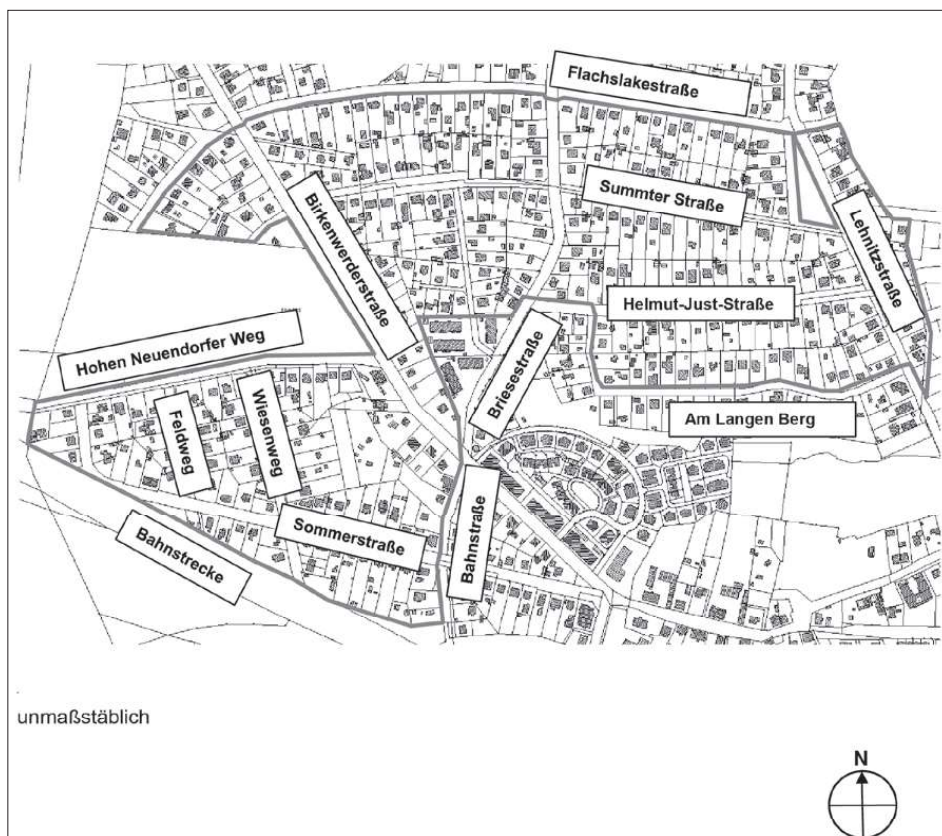 Flachslakestraße
Summter Straße
Birkenwerderstraße
Lehnitzstraße
Helmut-Just-Straße
Hohen Neuendorfer Weg
Briesestraße
Am Langen Berg
Feldweg
Wiesenweg
Sommerstraße
Bahnstraße
Bahnstrecke
unmaßstäblich
N